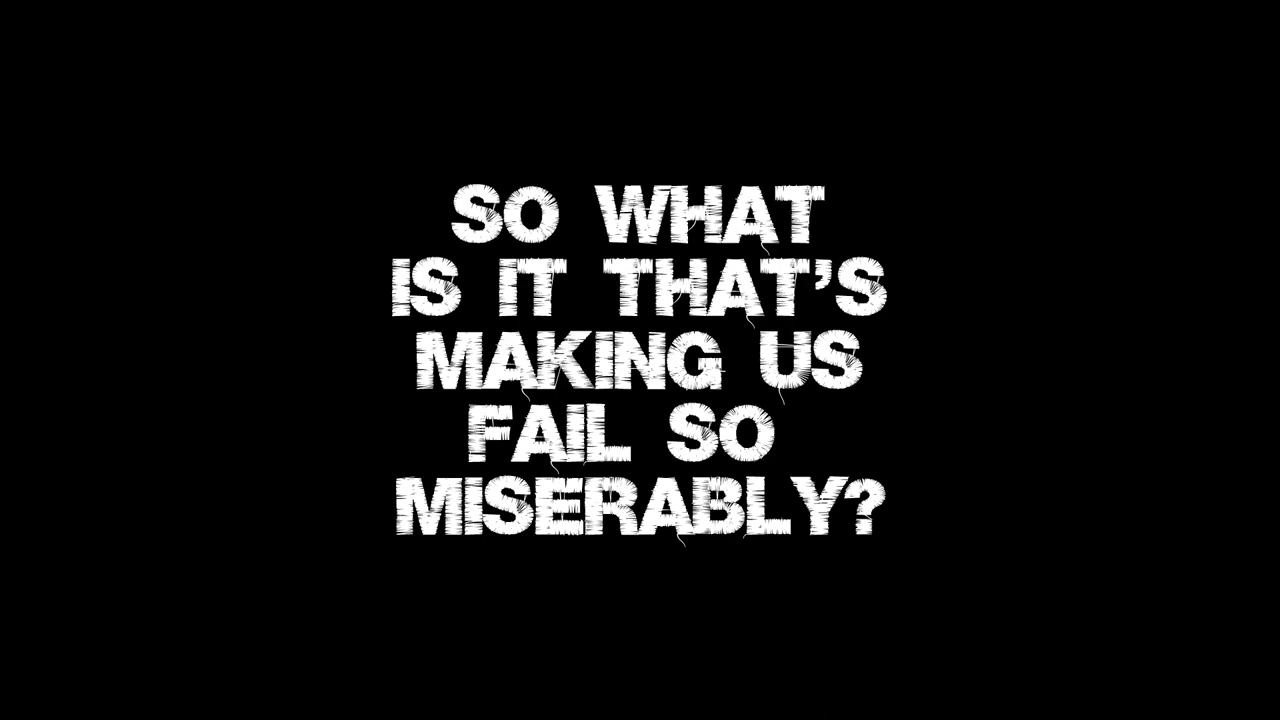 SO WHAT
IS IT THAT’S
MAKING US
FAIL SO
MISERABLY?